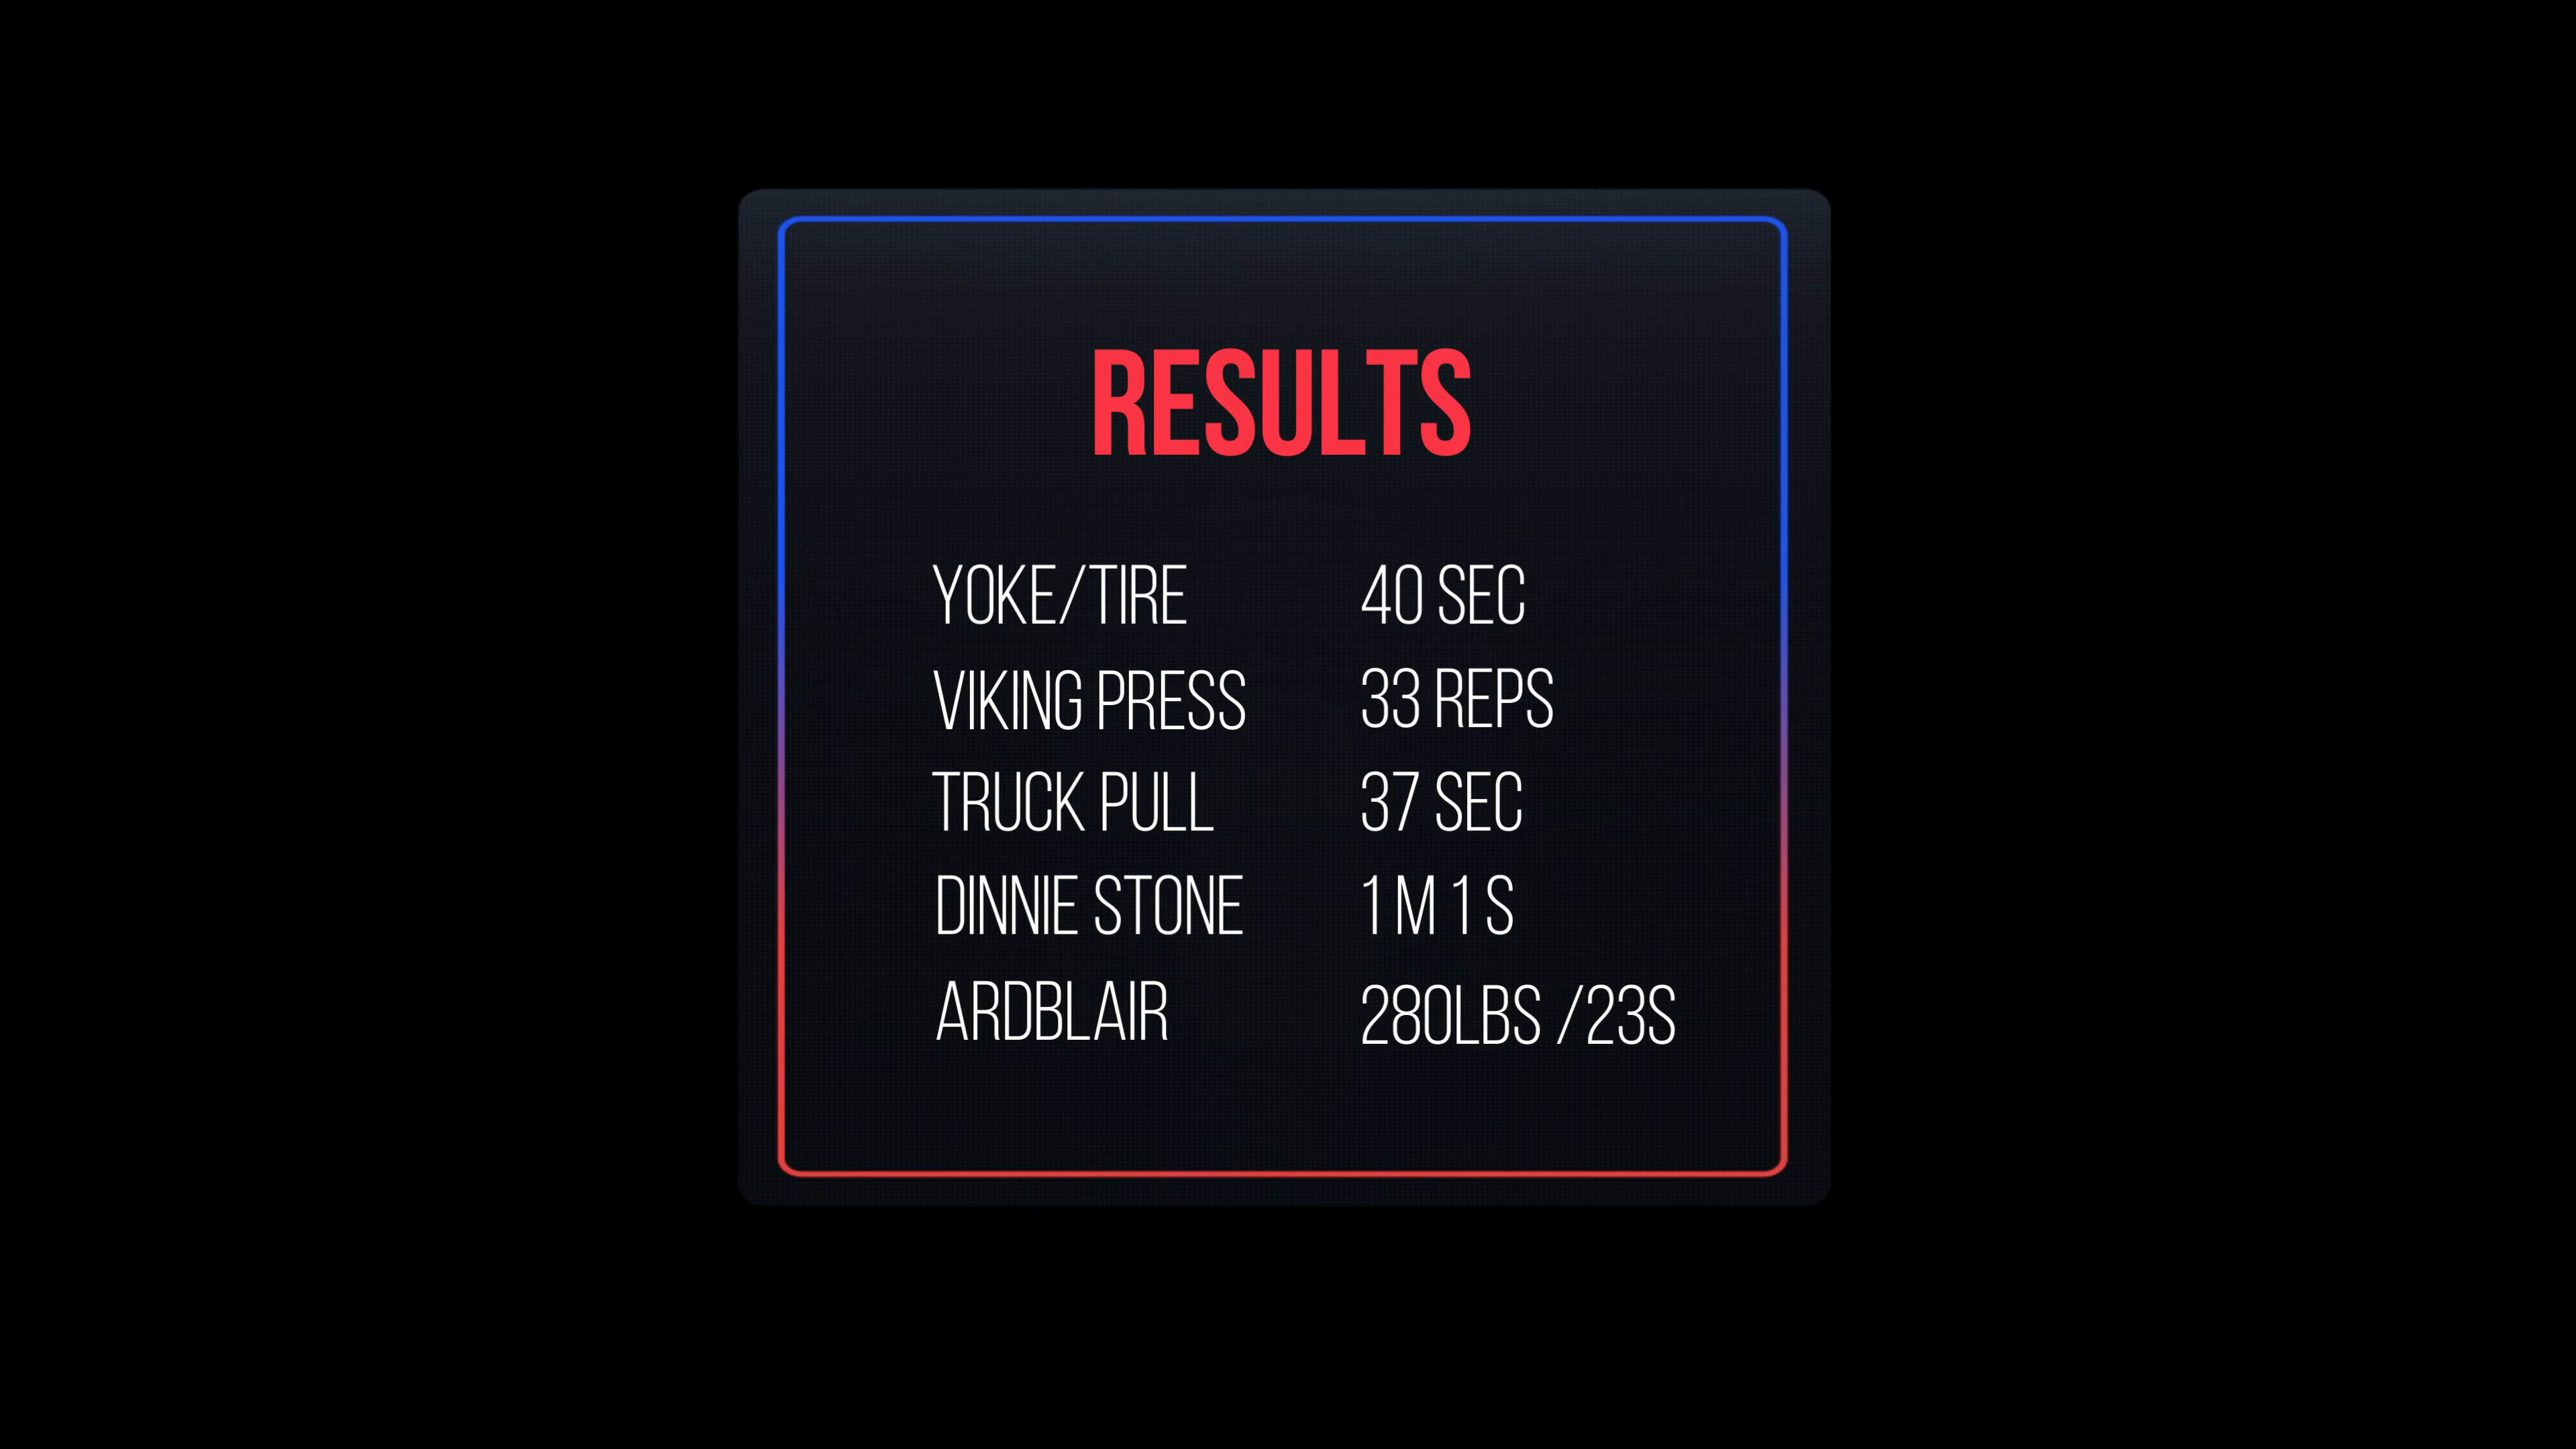 RESULTS
YOKE/TIRE 40 SEC
VIKING PRESS 33 REPS
TRUCK PULL 37 SEC
DINNIE STONE 1 M 1 S
ARDBLAIR 280LBS /23S